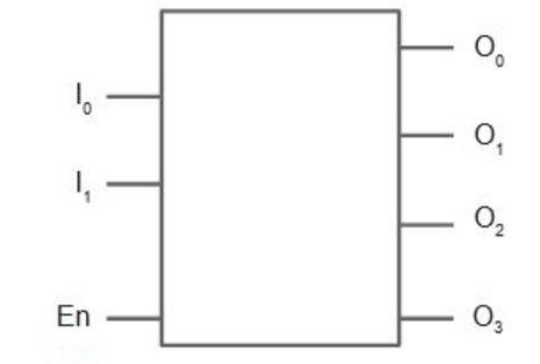 I₀
I₁
En
O₀
O₁
O₂
O₃